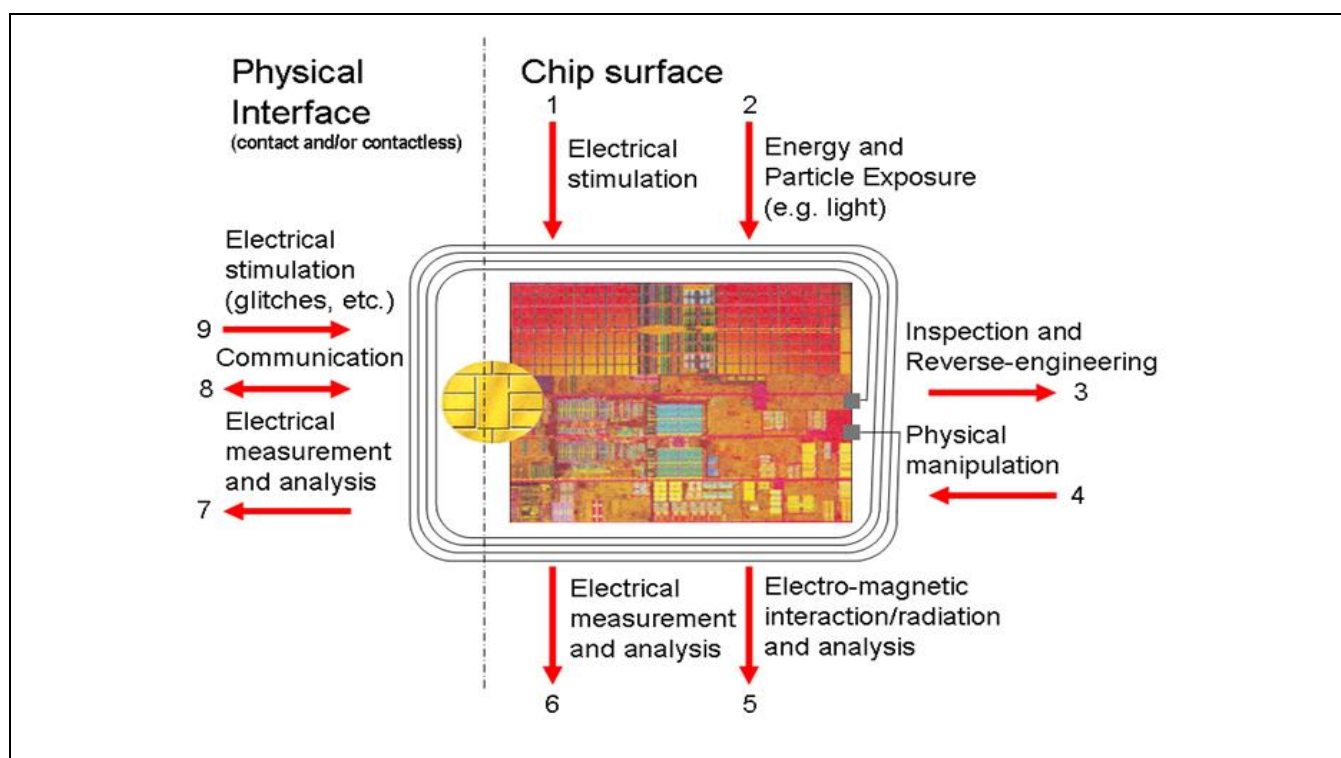 Physical
Interface
(contact and/or contactless)
Chip surface
1
2
Electrical
stimulation
Energy and
Particle Exposure
(e.g. light)
Electrical
stimulation
(glitches, etc.)
9
Communication
8
Electrical
measurement
and analysis
7
Inspection and
Reverse-engineering
3
Physical
manipulation
4
Electrical
measurement
and analysis
6
Electro-magnetic
interaction/radiation
and analysis
5